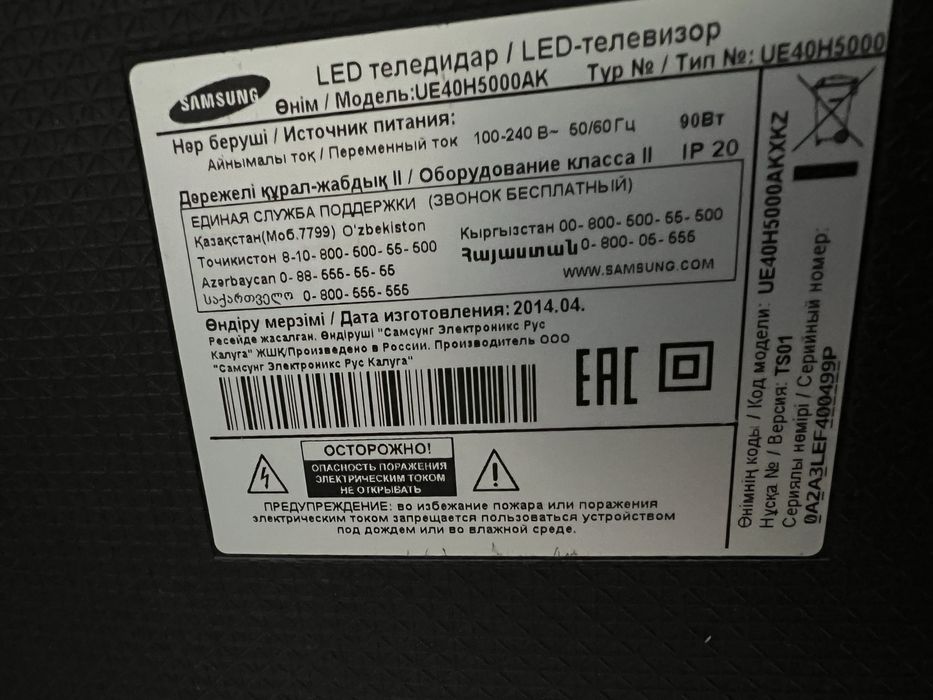 SAMSUNG
LED теледидар / LED-телевизор
Өнім / Модель:UE40H5000AK Тур № / Тип №: UE40H5000
Нәр беруші / Источник питания:
Айнымалы ток / Переменный ток 100-240 В~ 50/60Гц 90Вт
Дәрежелі құрал-жабдық II / Оборудование класса II IP 20
ЕДИНАЯ СЛУЖБА ПОДДЕРЖКИ (ЗВОНОК БЕСПЛАТНЫЙ)
Қазақстан(Моб.7799) O'zbekiston
Кыргызстан 00-800-500-55-500
Точикистон 8-10-800-500-55-500
Հայաստան 0-800-05-555
Azərbaycan 0-88-555-55-55
WWW.SAMSUNG.COM
საქართველო 0-800-555-555
Өндіру мерзімі / Дата изготовления: 2014.04.
Ресейде жасалган. Өндіруші "Самсунг Электроникс Рус
Калуга" ЖШҚ/Произведено в России. Производитель ООО
"Самсунг Электроникс Рус Калуга"
EAC
ОСТОРОЖНО!
ОПАСНОСТЬ ПОРАЖЕНИЯ
ЭЛЕКТРИЧЕСКИМ ТОКОМ
НЕ ОТКРЫВАТЬ
ПРЕДУПРЕЖДЕНИЕ: во избежание пожара или поражения
электрическим током запрещается пользоваться устройством
под дождем или во влажной среде.
Өнімнің коды / Код модели: UE40H5000AKXKZ
Нұсқа № / Версия: TS01
Сериялы нөмірі / Серийный номер:
0A2A3LEF400499P